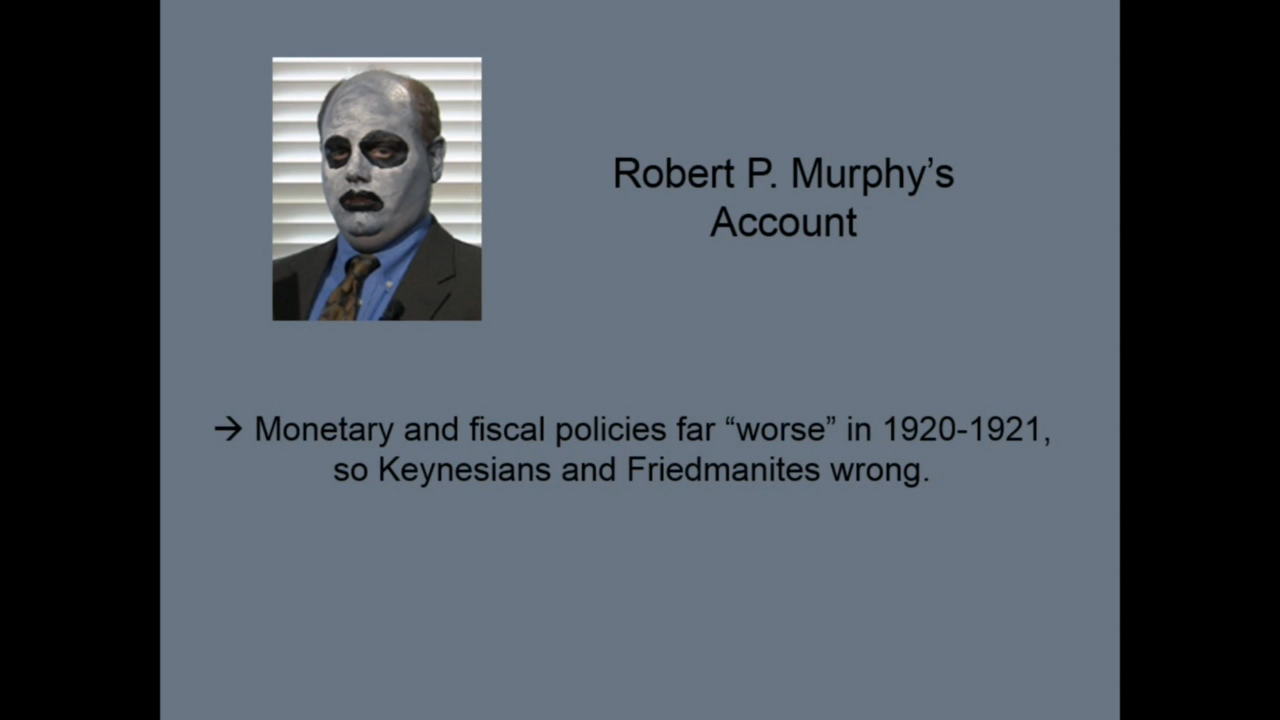 Robert P. Murphy’s
Account
→ Monetary and fiscal policies far “worse” in 1920-1921,
so Keynesians and Friedmanites wrong.